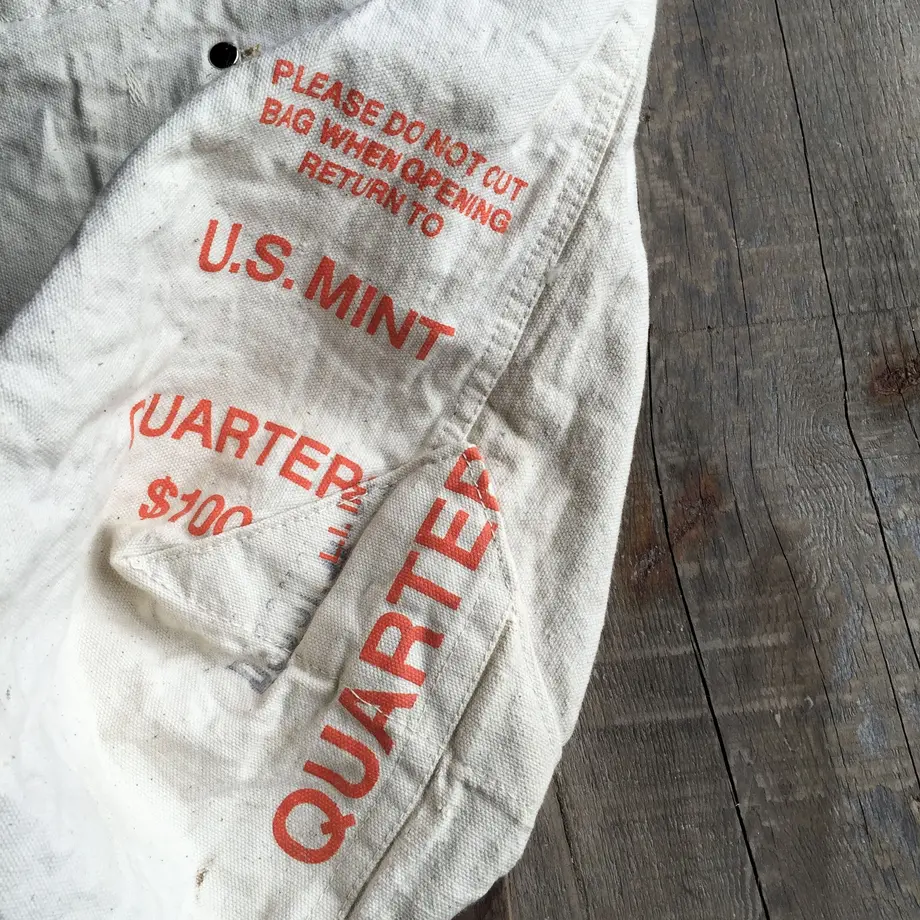 PLEASE DO NOT CUT
BAG WHEN OPENING
RETURN TO
U.S. MINT
QUARTER
$100
QUARTER